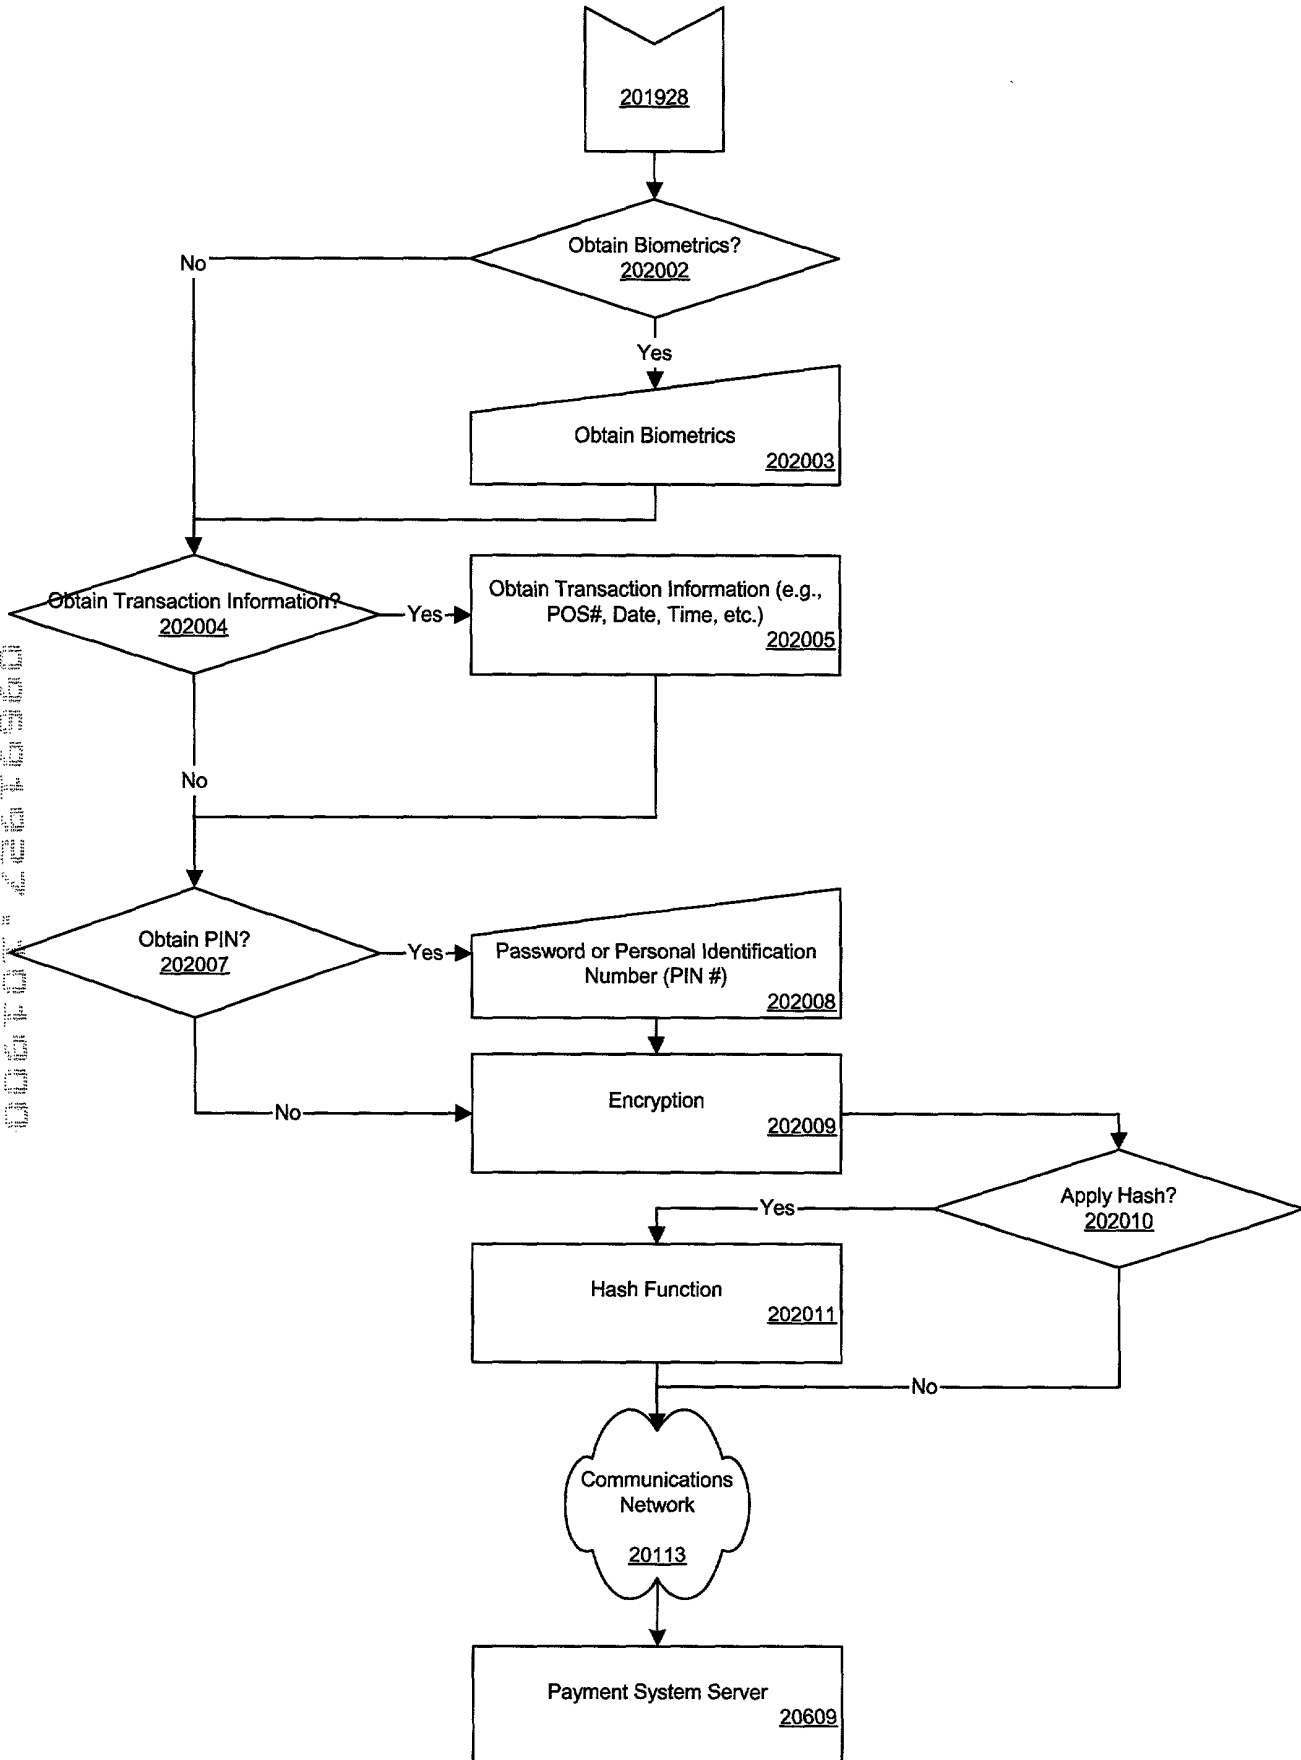 201928
Obtain Biometrics?
202002
No
Yes
Obtain Biometrics
202003
Obtain Transaction Information?
202004
Yes
Obtain Transaction Information (e.g.,
POS#, Date, Time, etc.)
202005
No
Obtain PIN?
202007
Yes
Password or Personal Identification
Number (PIN #)
202008
No
Encryption
202009
Apply Hash?
202010
Yes
Hash Function
202011
No
Communications
Network
20113
Payment System Server
20609